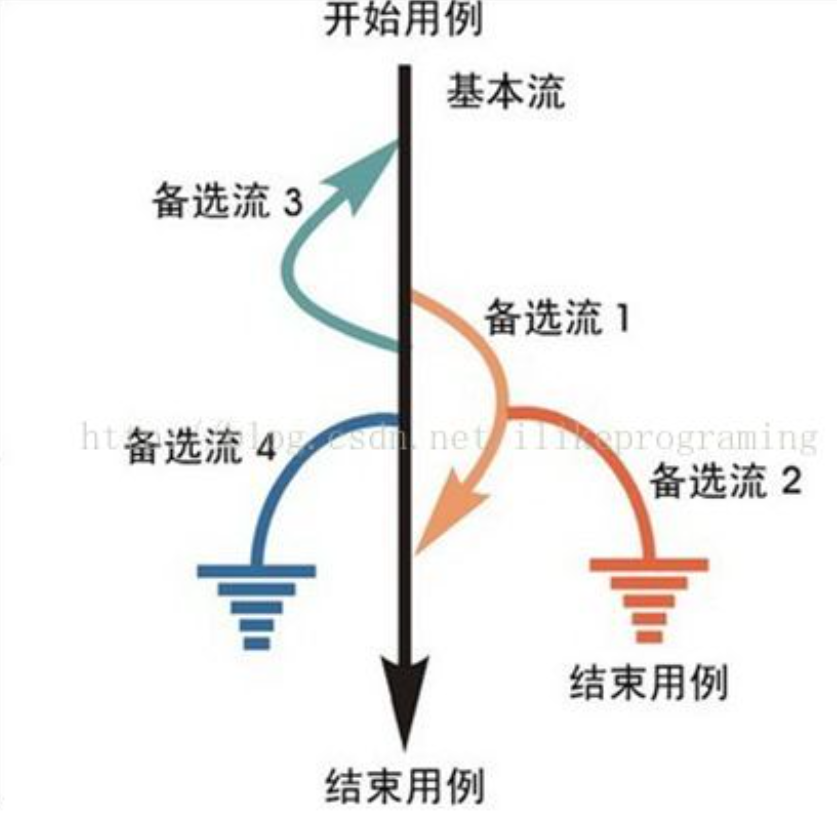 开始用例
基本流
备选流 3
备选流 1
http://blog.csdn.net/ilikeprograming
备选流 4
备选流 2
结束用例
结束用例